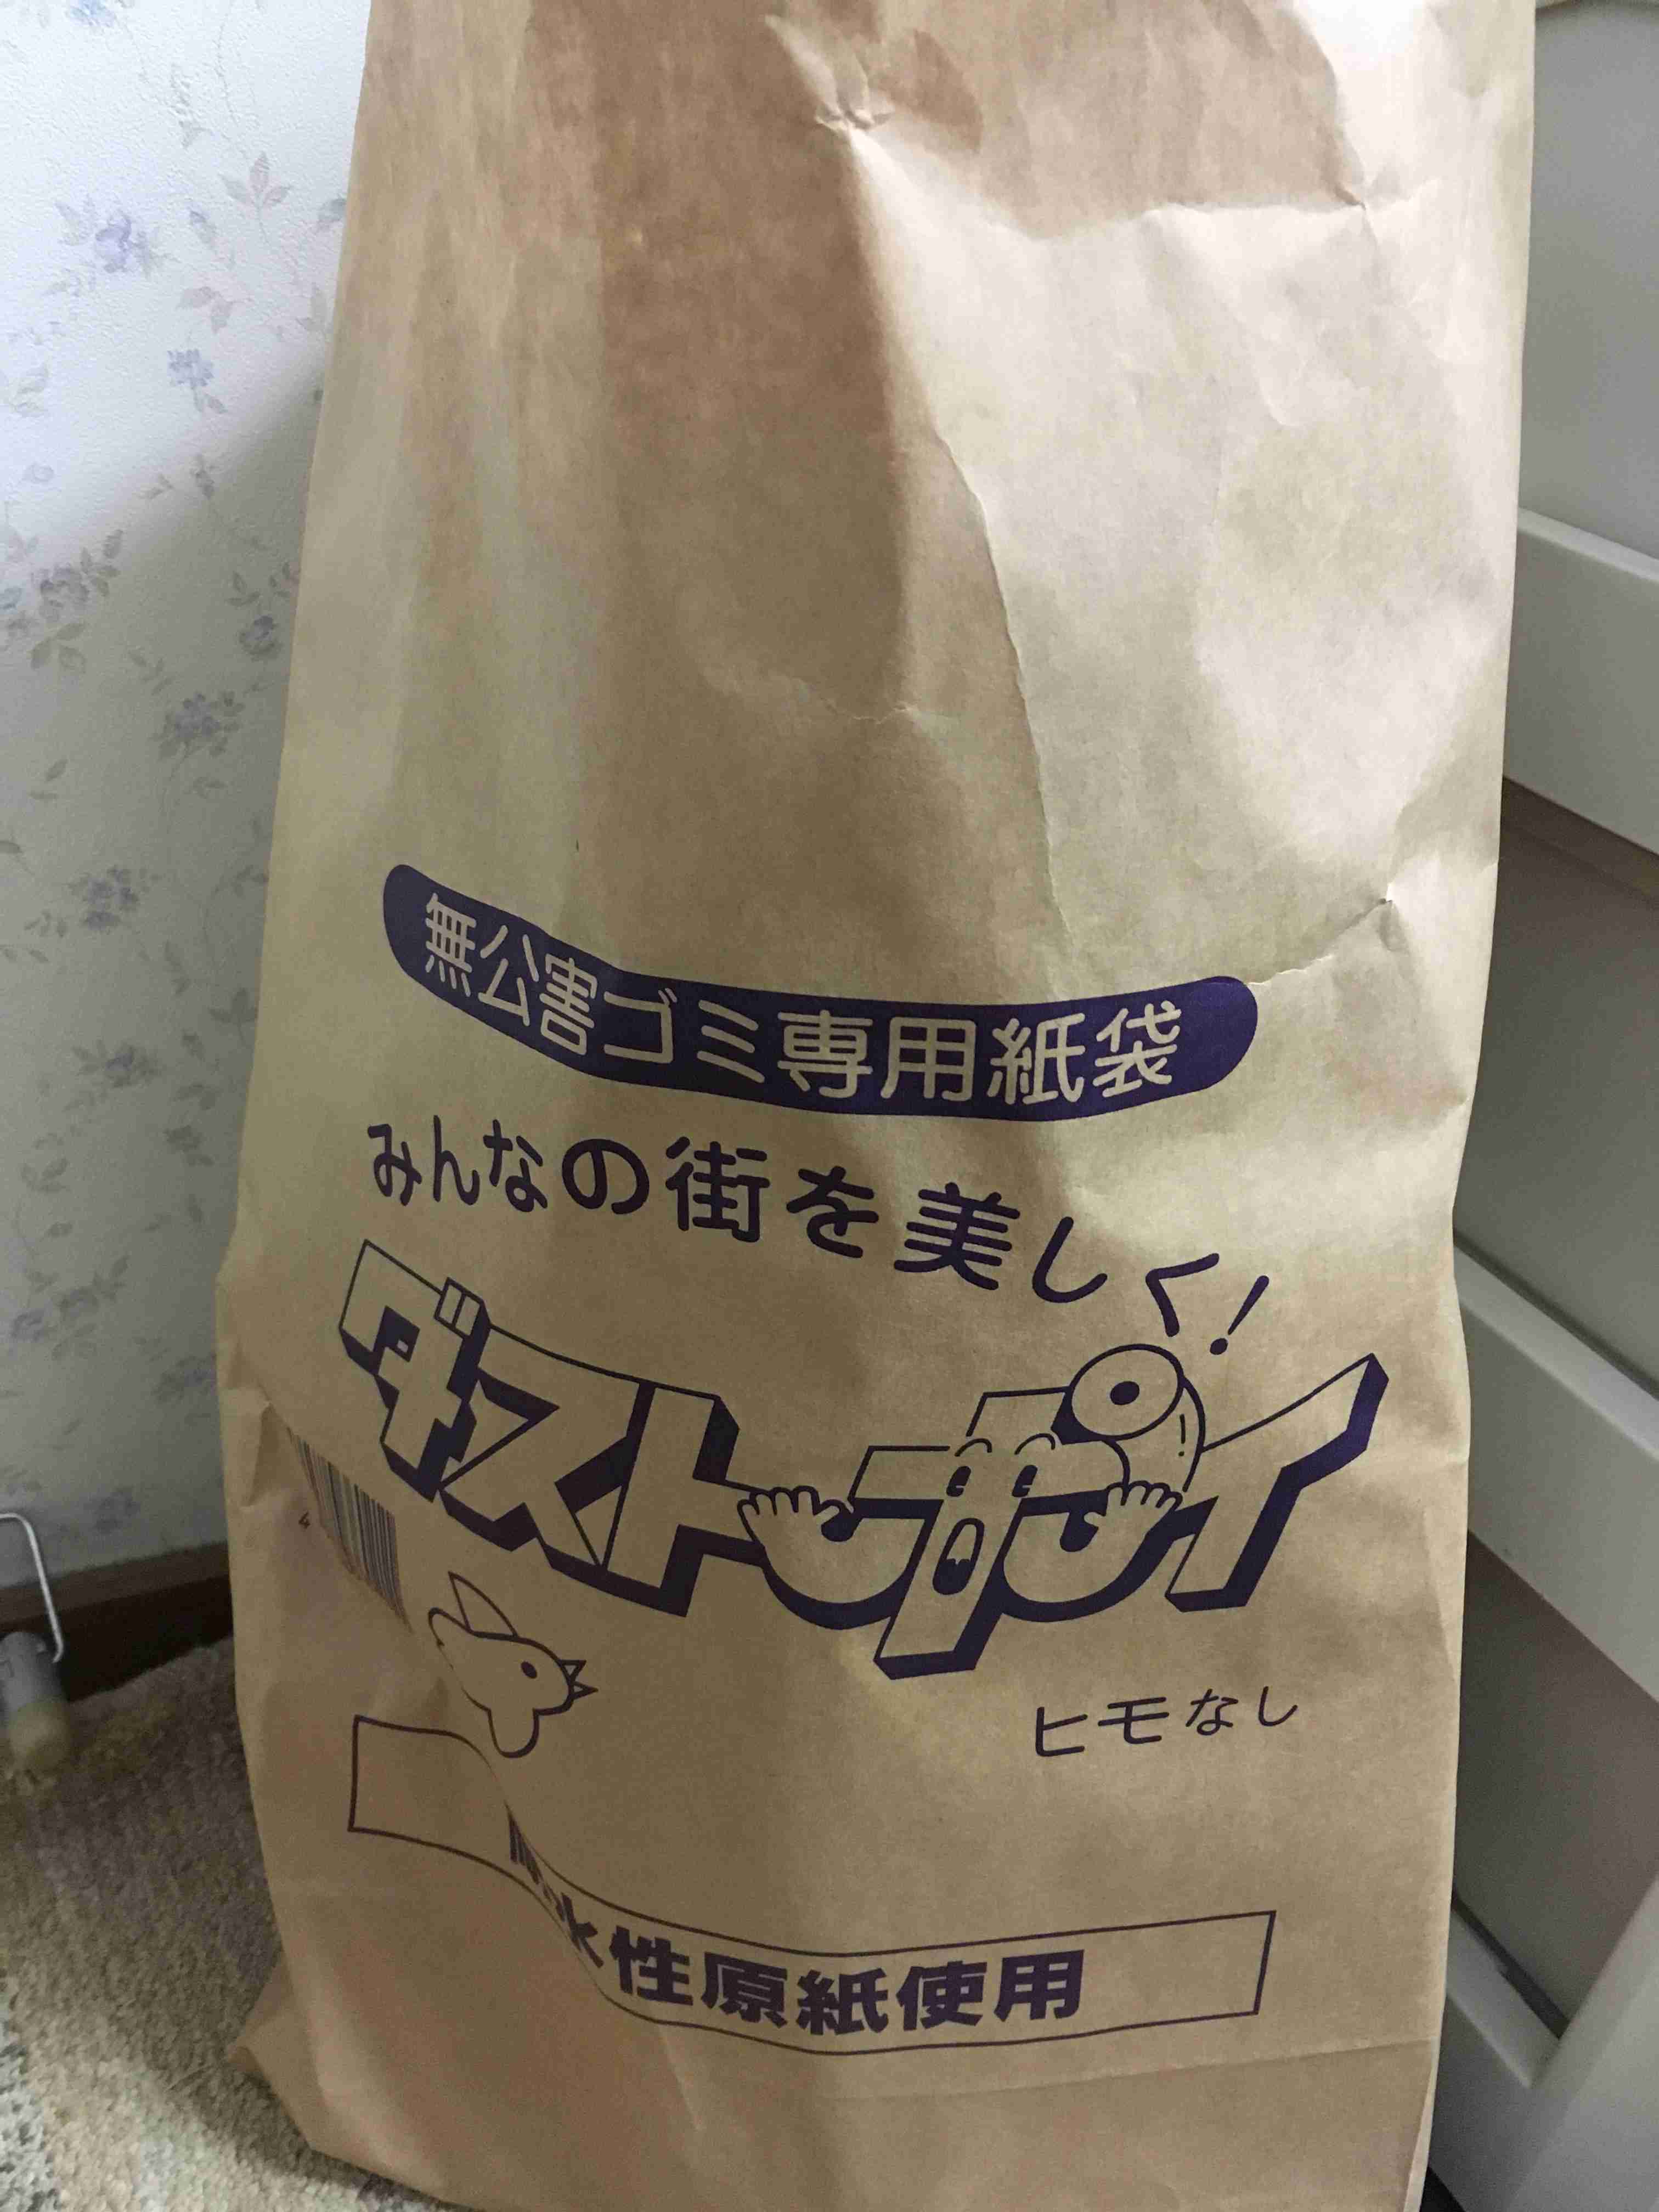 無公害ゴミ専用紙袋
みんなの街を美しく!
ダストポイ
4
ヒモなし
水性原紙使用